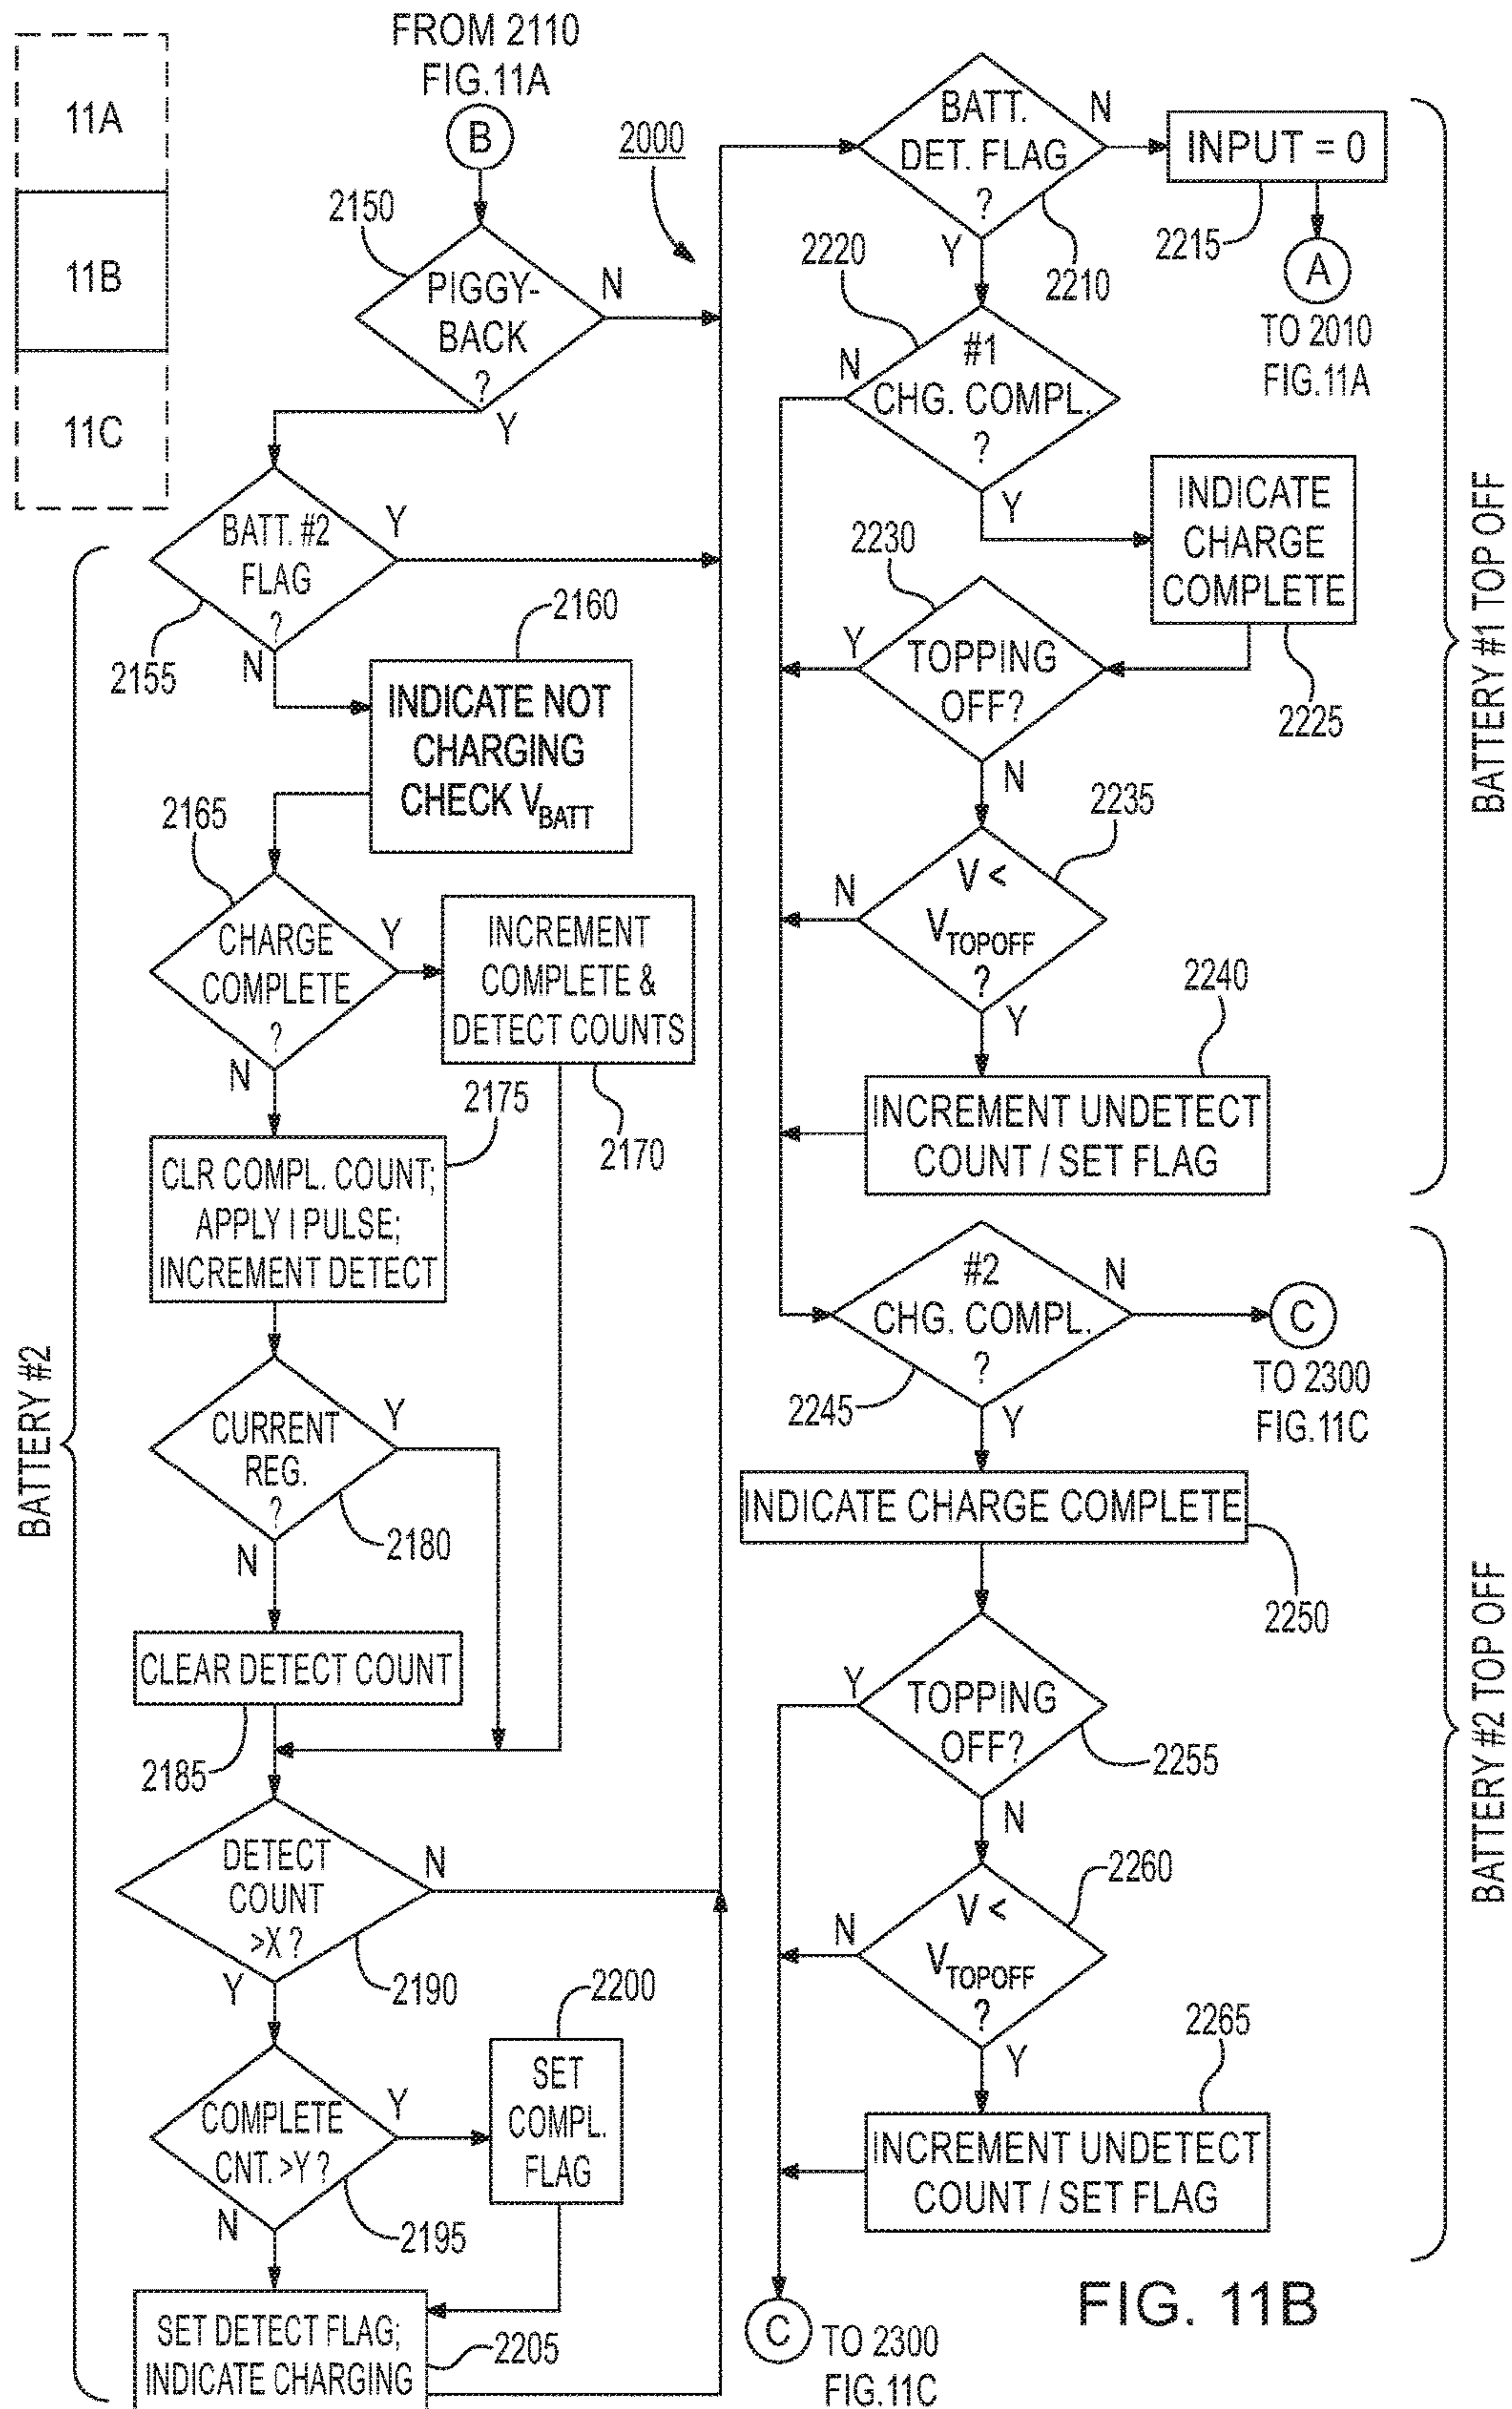 11A
11B
11C
FROM 2110
FIG.11A
B
2000
2150
PIGGY-
BACK
?
N
Y
BATT. #2
FLAG
?
Y
N
2155
2160
INDICATE NOT
CHARGING
CHECK VBATT
2165
CHARGE
COMPLETE
?
Y
N
INCREMENT
COMPLETE &
DETECT COUNTS
2170
2175
CLR COMPL. COUNT;
APPLY I PULSE;
INCREMENT DETECT
CURRENT
REG.
?
Y
N
2180
CLEAR DETECT COUNT
2185
DETECT
COUNT
>X ?
N
Y
2190
COMPLETE
CNT. >Y ?
Y
N
2195
2200
SET
COMPL.
FLAG
SET DETECT FLAG;
INDICATE CHARGING
2205
BATTERY #2
BATT.
DET. FLAG
?
N
Y
2210
INPUT = 0
2215
A
TO 2010
FIG.11A
2220
#1
CHG. COMPL.
?
N
Y
INDICATE
CHARGE
COMPLETE
2225
2230
TOPPING
OFF?
Y
N
2235
V <
VTOPOFF
?
N
Y
2240
INCREMENT UNDETECT
COUNT / SET FLAG
BATTERY #1 TOP OFF
#2
CHG. COMPL.
?
N
Y
2245
C
TO 2300
FIG.11C
INDICATE CHARGE COMPLETE
2250
TOPPING
OFF?
Y
N
2255
2260
V <
VTOPOFF
?
N
Y
2265
INCREMENT UNDETECT
COUNT / SET FLAG
BATTERY #2 TOP OFF
C
TO 2300
FIG.11C
FIG. 11B